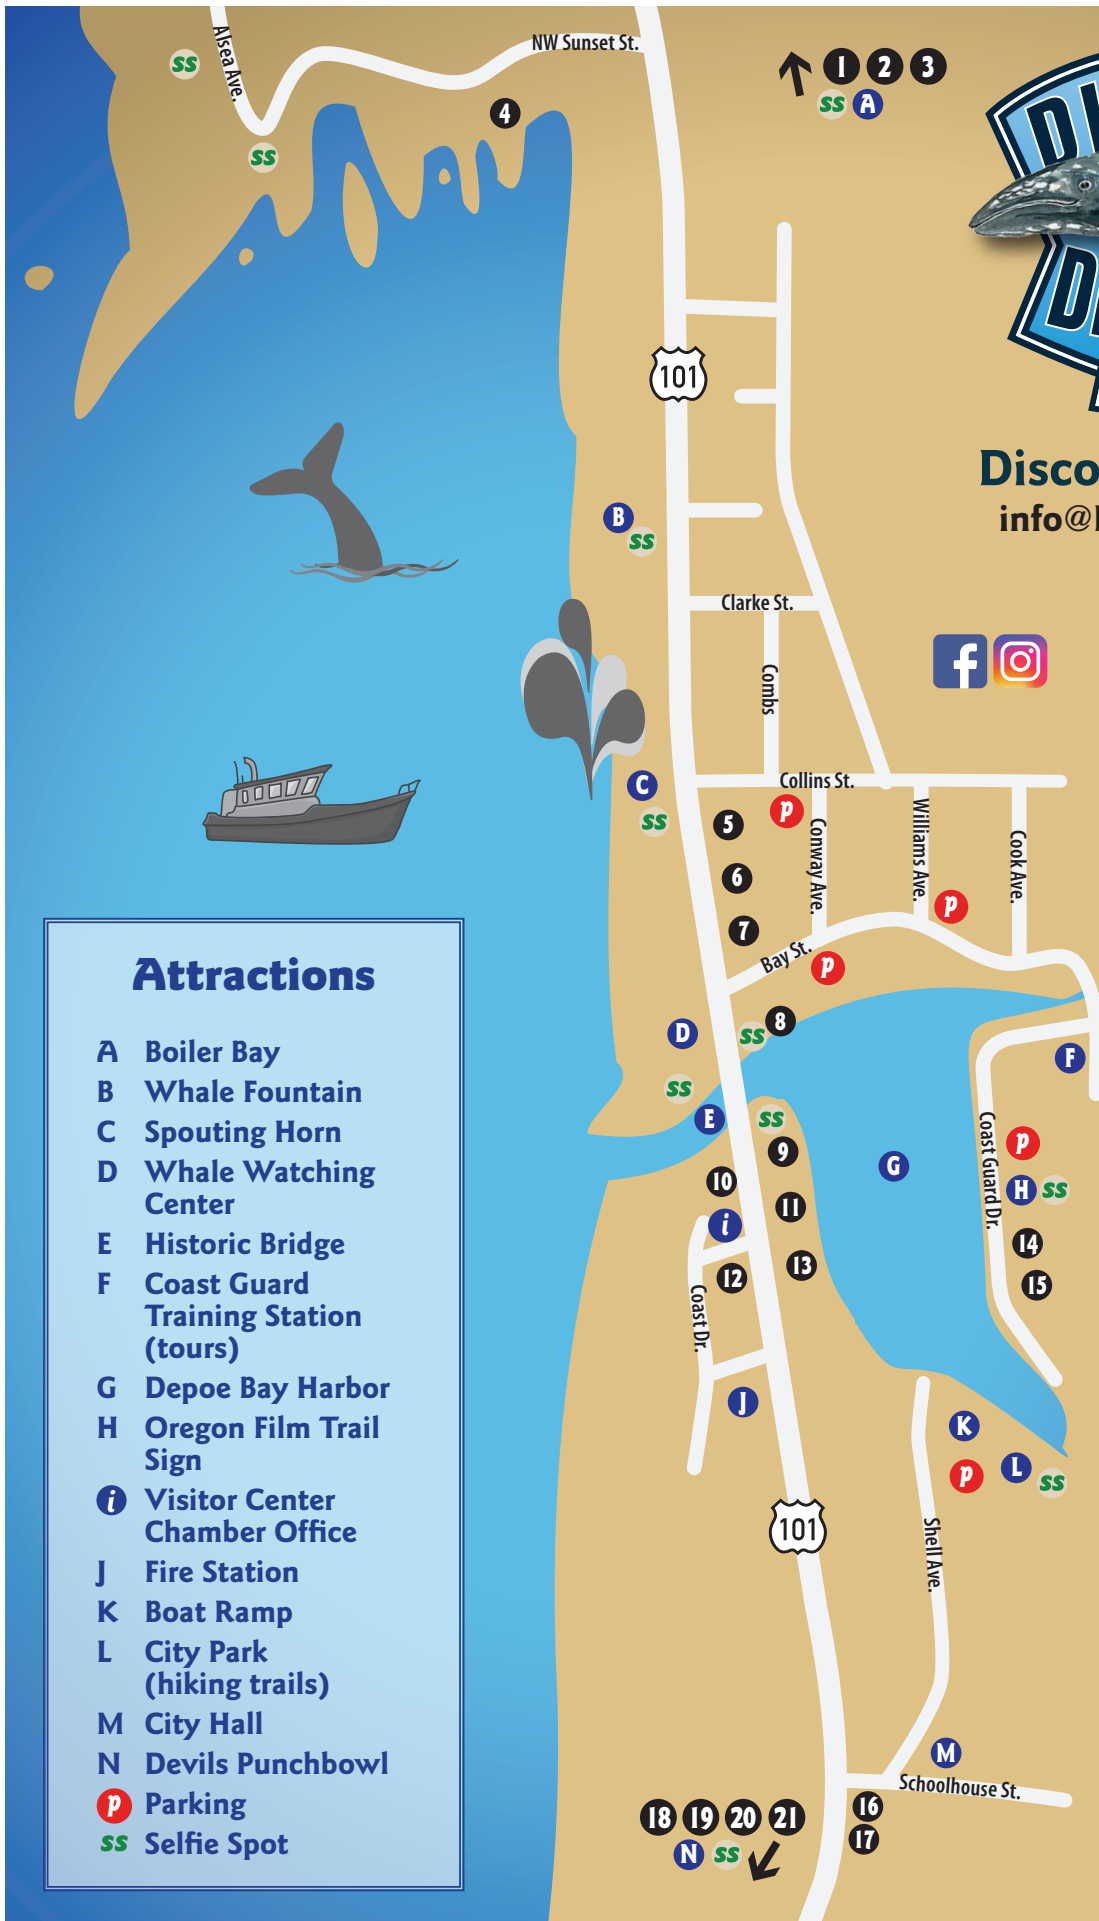 Alsea Ave.
NW Sunset St.
ss
ss
4
1 2 3
ss A
101
Disco
info@
B
ss
Clarke St.
Combs
Collins St.
C
ss
5
p
Conway Ave.
Williams Ave.
Cook Ave.
6
7
p
Bay St.
p
D
ss
8
F
ss
E
ss
9
G
Coast Guard Dr.
p
H ss
10
11
i
12
13
14
15
Coast Dr.
J
K
p
L
ss
101
Shell Ave.
M
Schoolhouse St.
16
17
18 19 20 21
N ss
Attractions
A Boiler Bay
B Whale Fountain
C Spouting Horn
D Whale Watching
Center
E Historic Bridge
F Coast Guard
Training Station
(tours)
G Depoe Bay Harbor
H Oregon Film Trail
Sign
i Visitor Center
Chamber Office
J Fire Station
K Boat Ramp
L City Park
(hiking trails)
M City Hall
N Devils Punchbowl
p Parking
ss Selfie Spot